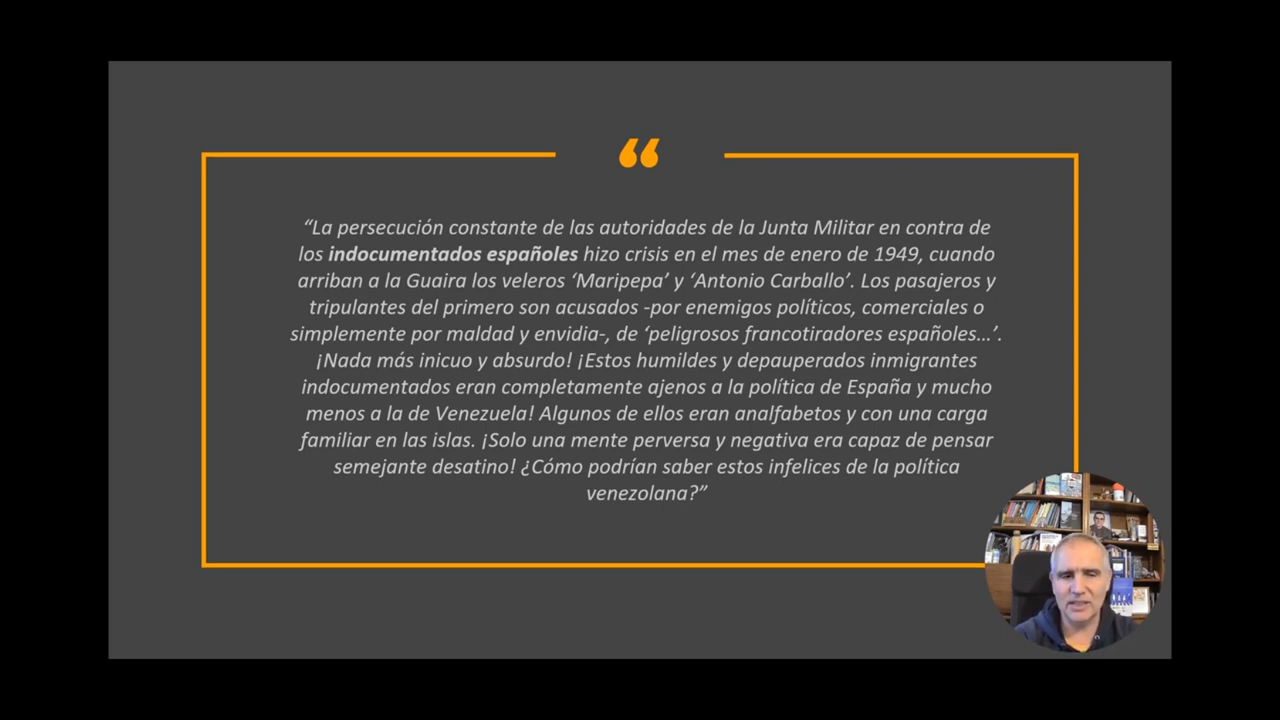 “La persecución constante de las autoridades de la Junta Militar en contra de
los indocumentados españoles hizo crisis en el mes de enero de 1949, cuando
arriban a la Guaira los veleros ‘Maripepa’ y ‘Antonio Carballo’. Los pasajeros y
tripulantes del primero son acusados -por enemigos políticos, comerciales o
simplemente por maldad y envidia-, de ‘peligrosos francotiradores españoles…’.
¡Nada más inicuo y absurdo! ¡Estos humildes y depauperados inmigrantes
indocumentados eran completamente ajenos a la política de España y mucho
menos a la de Venezuela! Algunos de ellos eran analfabetos y con una carga
familiar en las islas. ¡Solo una mente perversa y negativa era capaz de pensar
semejante desatino! ¿Cómo podrían saber estos infelices de la política
venezolana?”